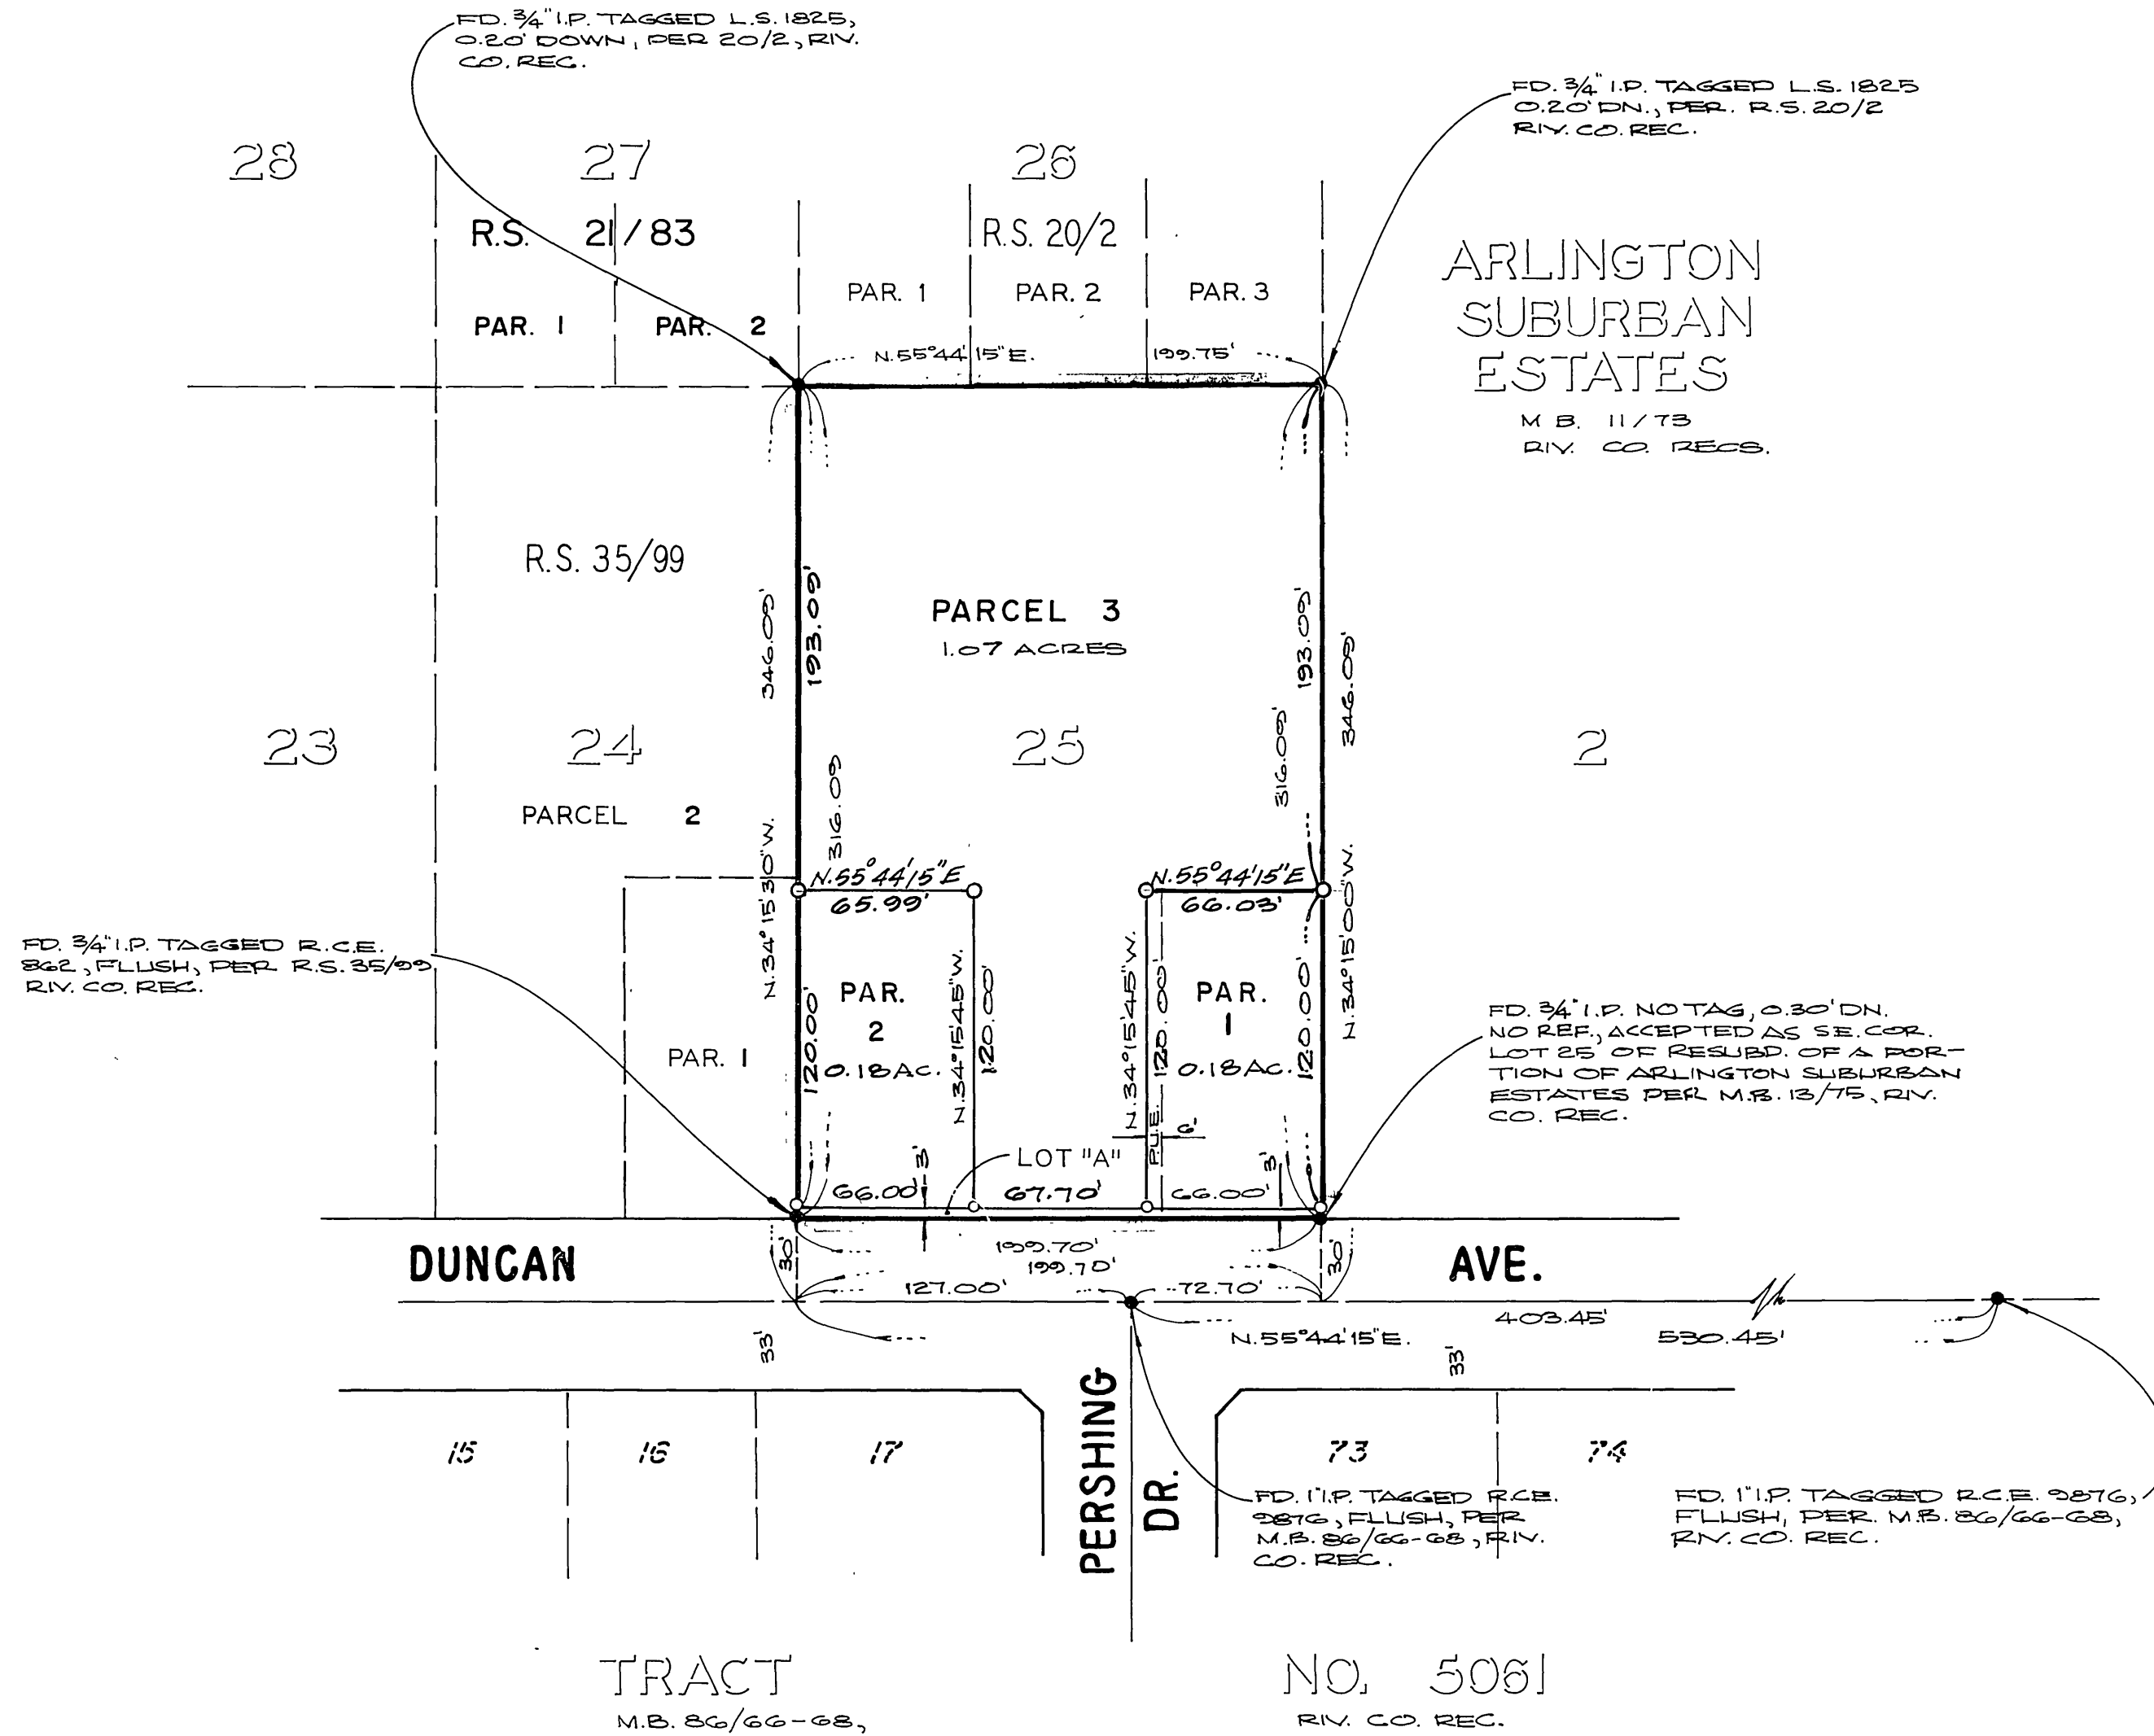 FD. 3/4" I.P. TAGGED L.S. 1825,
0.20' DOWN, PER 20/2, RIV.
CO. REC.
FD. 3/4" I.P. TAGGED L.S. 1825
0.20' DN., PER. R.S. 20/2
RIV. CO. REC.
28
27
26
R.S. 21/83
R.S. 20/2
PAR. 1
PAR. 2
PAR. 1
PAR. 2
PAR. 3
ARLINGTON
SUBURBAN
ESTATES
M B. 11/73
RIV. CO. RECS.
N.55°44'15"E.
199.75'
R.S. 35/99
346.09'
193.09'
PARCEL 3
1.07 ACRES
193.09'
346.09'
23
24
25
2
316.09
316.09'
PARCEL 2
N.34°15'30"W.
N.55°44'15"E
65.99'
N.55°44'15"E
66.03'
N.34°15'00"W.
FD. 3/4" I.P. TAGGED R.C.E.
862, FLUSH, PER R.S. 35/99
RIV. CO. REC.
PAR. 1
120.00'
PAR.
2
0.18 AC.
N.34°15'45"W.
120.00'
N.34°15'45"W.
120.00'
P.U.E.
6'
PAR.
1
0.18 AC.
120.00'
FD. 3/4" I.P. NO TAG, 0.30' DN.
NO REF., ACCEPTED AS SE. COR.
LOT 25 OF RESUBD. OF A POR-
TION OF ARLINGTON SUBURBAN
ESTATES PER M.B. 13/75, RIV.
CO. REC.
LOT "A"
3'
3'
66.00'
67.70'
66.00'
DUNCAN
AVE.
30'
199.70'
199.70'
30'
127.00'
72.70'
403.45'
N.55°44'15"E.
530.45'
33'
33'
PERSHING
DR.
15
16
17
73
74
FD. 1" I.P. TAGGED R.C.E.
9876, FLUSH, PER
M.B. 86/66-68, RIV.
CO. REC.
FD. 1" I.P. TAGGED R.C.E. 9876,
FLUSH, PER. M.B. 86/66-68,
RIV. CO. REC.
TRACT
NO. 5061
M.B. 86/66-68,
RIV. CO. REC.